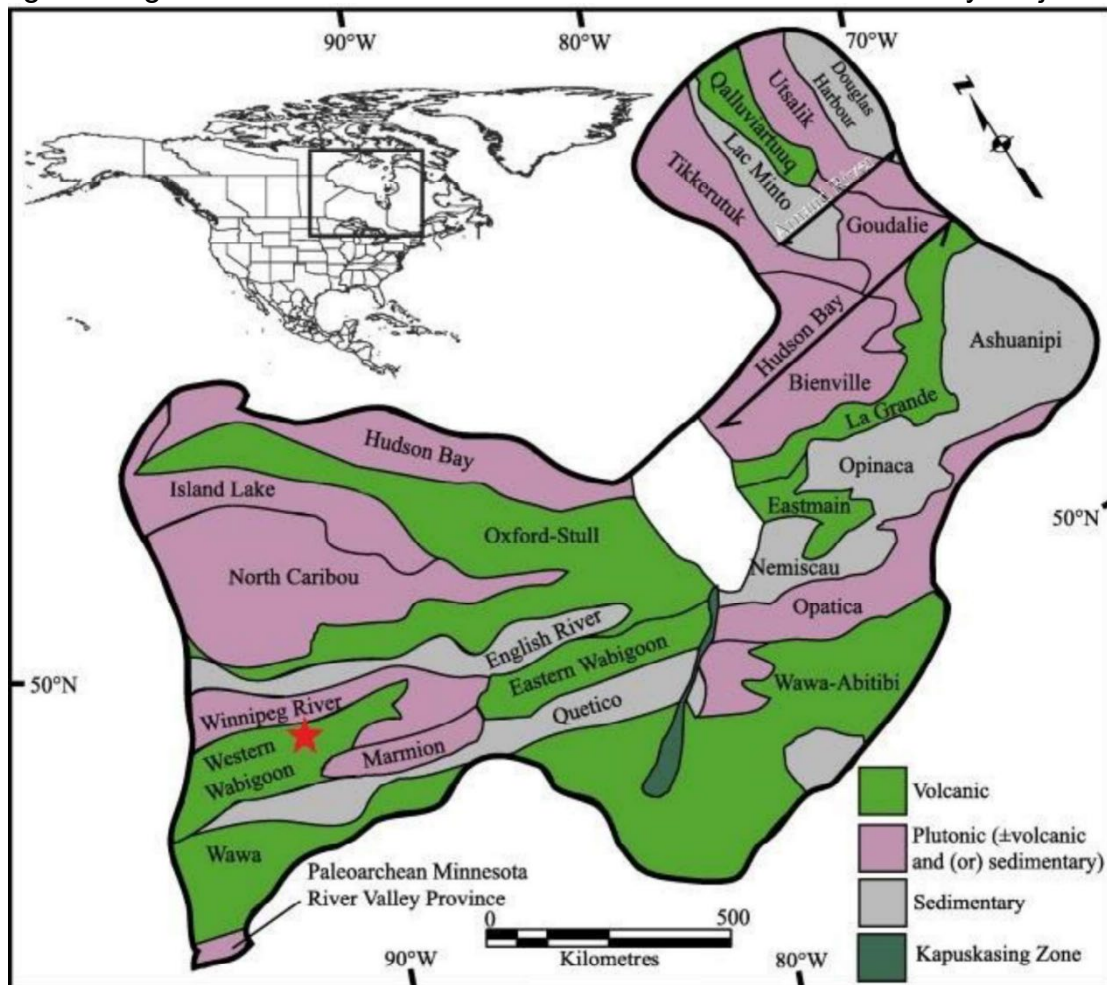 90°W
80°W
70°W
Douglas
Harbour
Utsalik
Qalluviartuuq
Lac Minto
Tikkerutuk
Goudalie
Hudson Bay
Ashuanipi
Bienville
La Grande
Hudson Bay
Opinaca
Island Lake
Eastmain
50°N
Oxford-Stull
North Caribou
Nemiscau
Opatica
English River
Eastern Wabigoon
50°N
Wawa-Abitibi
Winnipeg River
Quetico
Western
Wabigoon
Marmion
Volcanic
Wawa
Plutonic (±volcanic
and (or) sedimentary)
Paleoarchean Minnesota
River Valley Province
Sedimentary
0
500
Kilometres
Kapuskasing Zone
90°W
80°W